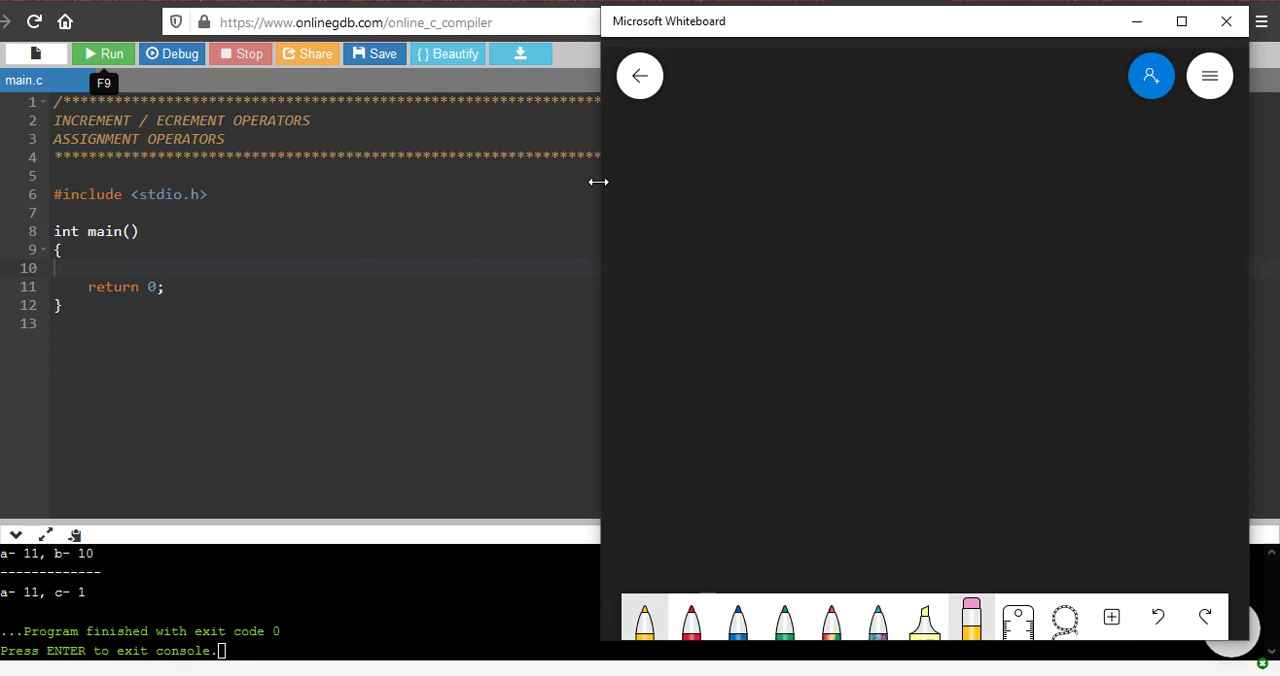 https://www.onlinegdb.com/online_c_compiler
Microsoft Whiteboard
Run
Debug
Stop
Share
Save
{ } Beautify
main.c
F9
1 /***************************************************************
2 INCREMENT / ECREMENT OPERATORS
3 ASSIGNMENT OPERATORS
4 ****************************************************************
5
6 #include <stdio.h>
7
8 int main()
9 {
10
11 return 0;
12 }
13
a- 11, b- 10
-------------
a- 11, c- 1
...Program finished with exit code 0
Press ENTER to exit console.